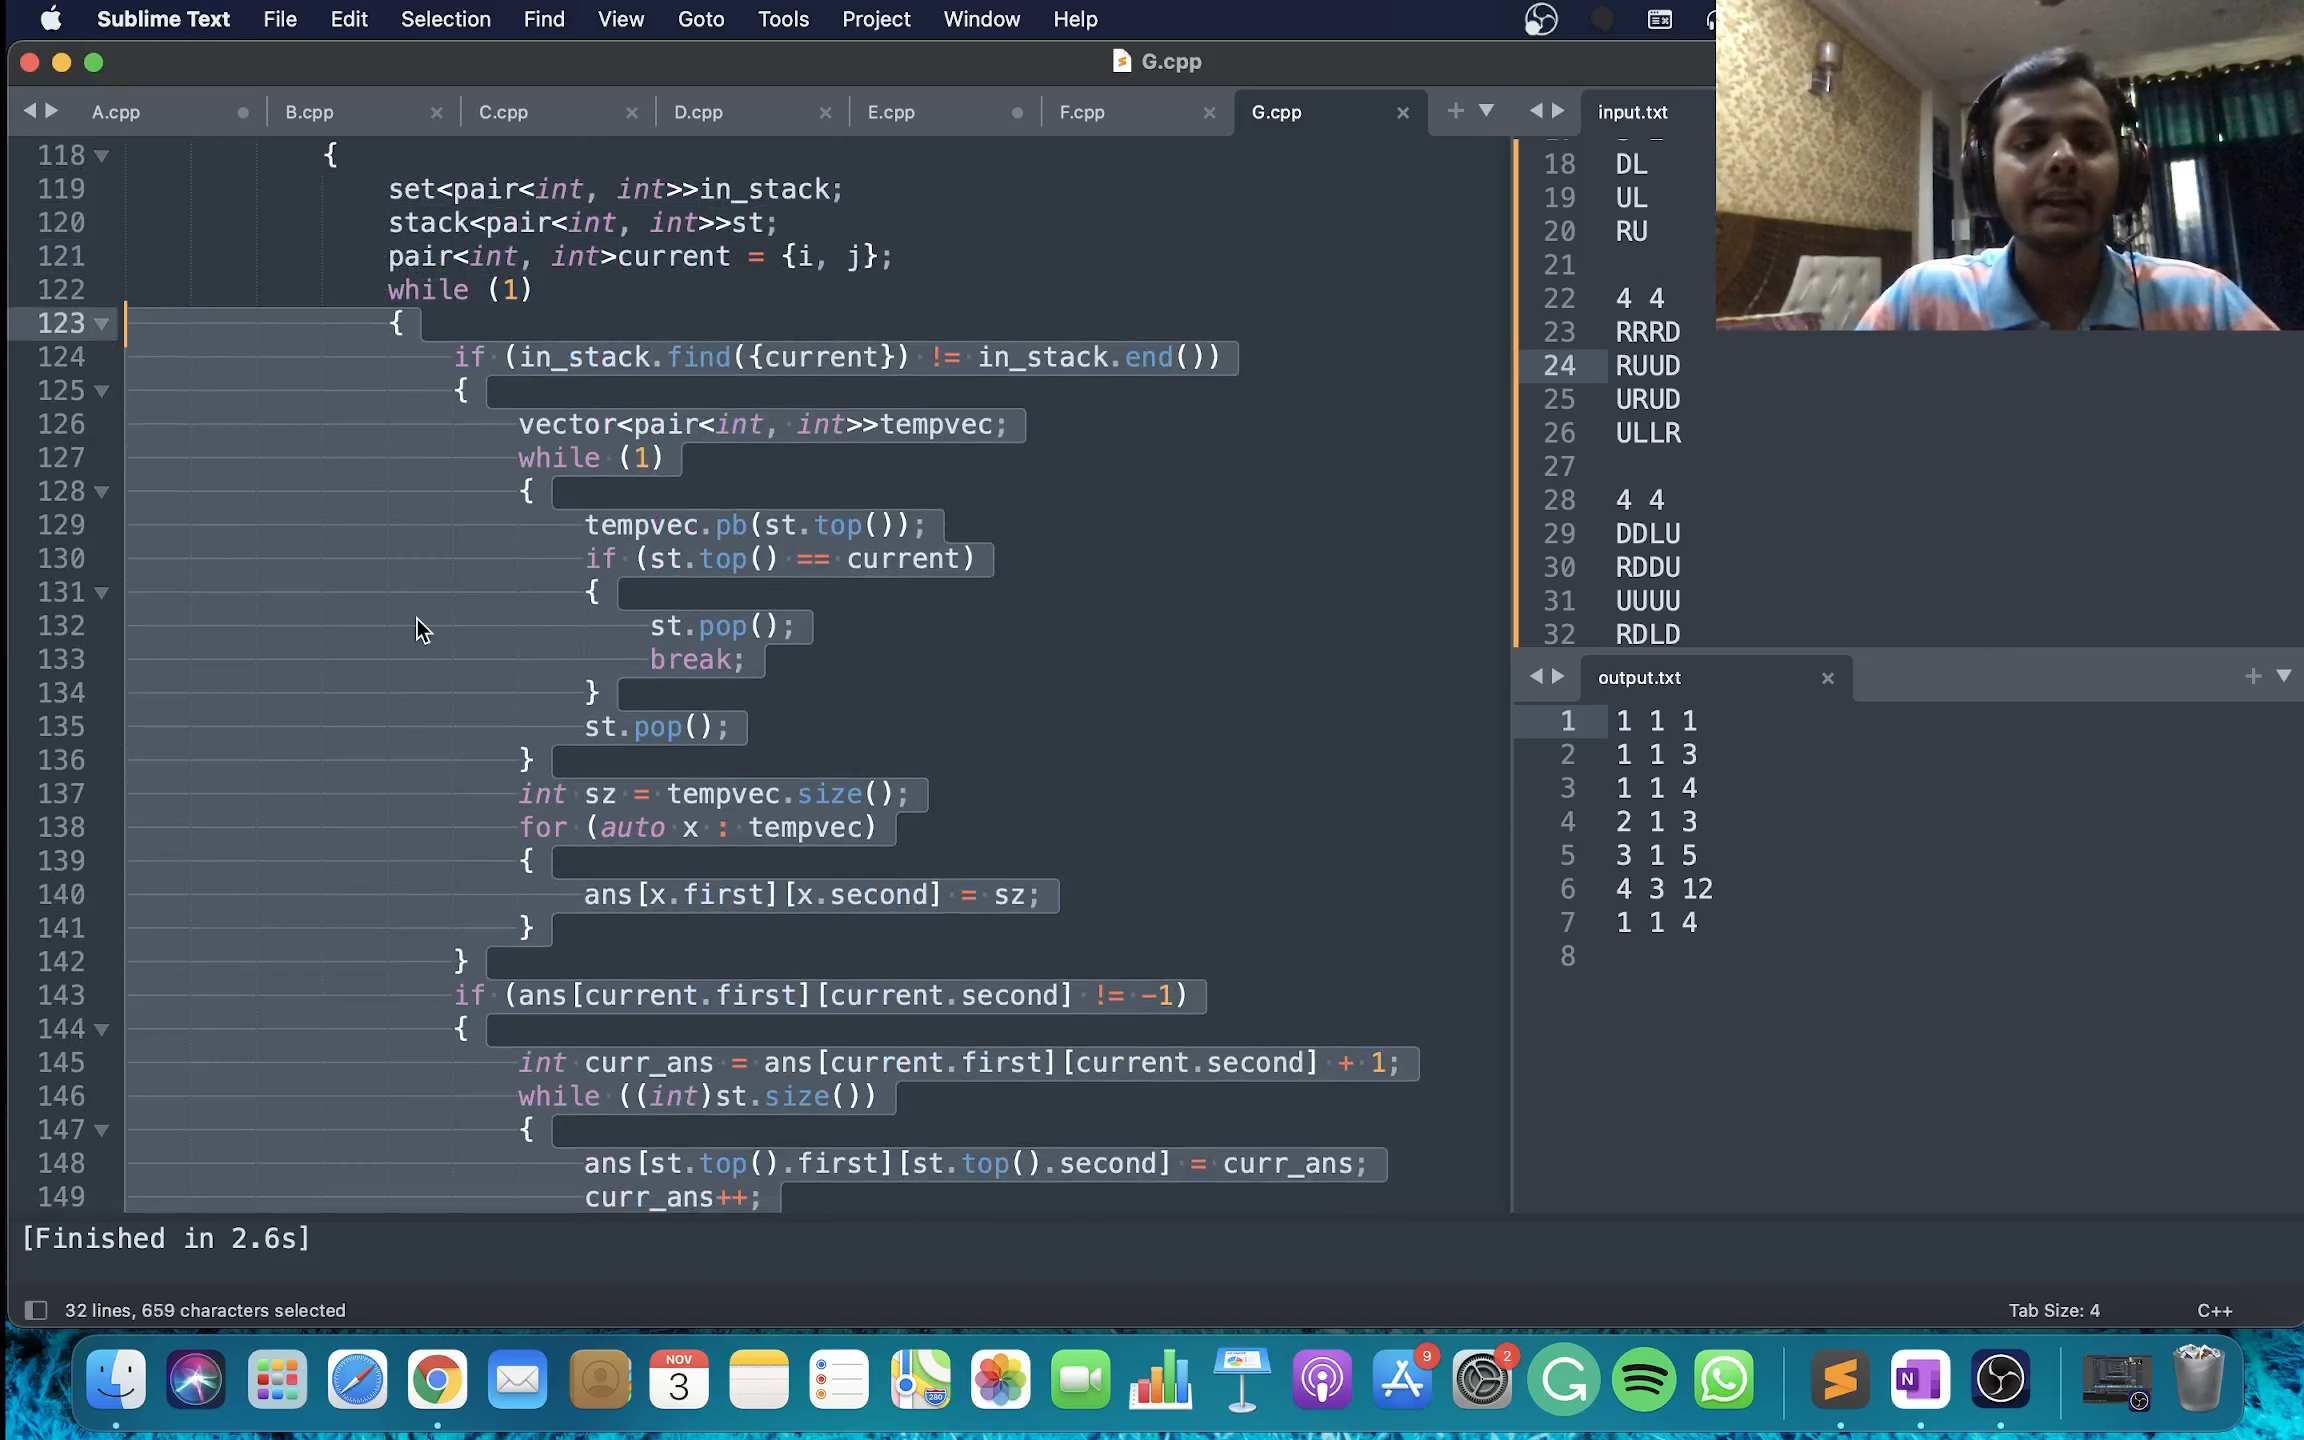 Sublime Text File Edit Selection Find View Goto Tools Project Window Help
G.cpp
A.cpp B.cpp C.cpp D.cpp E.cpp F.cpp G.cpp
118 {
119 set<pair<int, int>>in_stack;
120 stack<pair<int, int>>st;
121 pair<int, int>current = {i, j};
122 while (1)
123 {
124 if (in_stack.find({current}) != in_stack.end())
125 {
126 vector<pair<int, int>>tempvec;
127 while (1)
128 {
129 tempvec.pb(st.top());
130 if (st.top() == current)
131 {
132 st.pop();
133 break;
134 }
135 st.pop();
136 }
137 int sz = tempvec.size();
138 for (auto x : tempvec)
139 {
140 ans[x.first][x.second] = sz;
141 }
142 }
143 if (ans[current.first][current.second] != -1)
144 {
145 int curr_ans = ans[current.first][current.second] + 1;
146 while ((int)st.size())
147 {
148 ans[st.top().first][st.top().second] = curr_ans;
149 curr_ans++;
input.txt
18 DL
19 UL
20 RU
21
22 4 4
23 RRRD
24 RUUD
25 URUD
26 ULLR
27
28 4 4
29 DDLU
30 RDDU
31 UUUU
32 RDLD
output.txt
1 1 1 1
2 1 1 3
3 1 1 4
4 2 1 3
5 3 1 5
6 4 3 12
7 1 1 4
8
[Finished in 2.6s]
32 lines, 659 characters selected
Tab Size: 4 C++
NOV
3
280
9
2
N